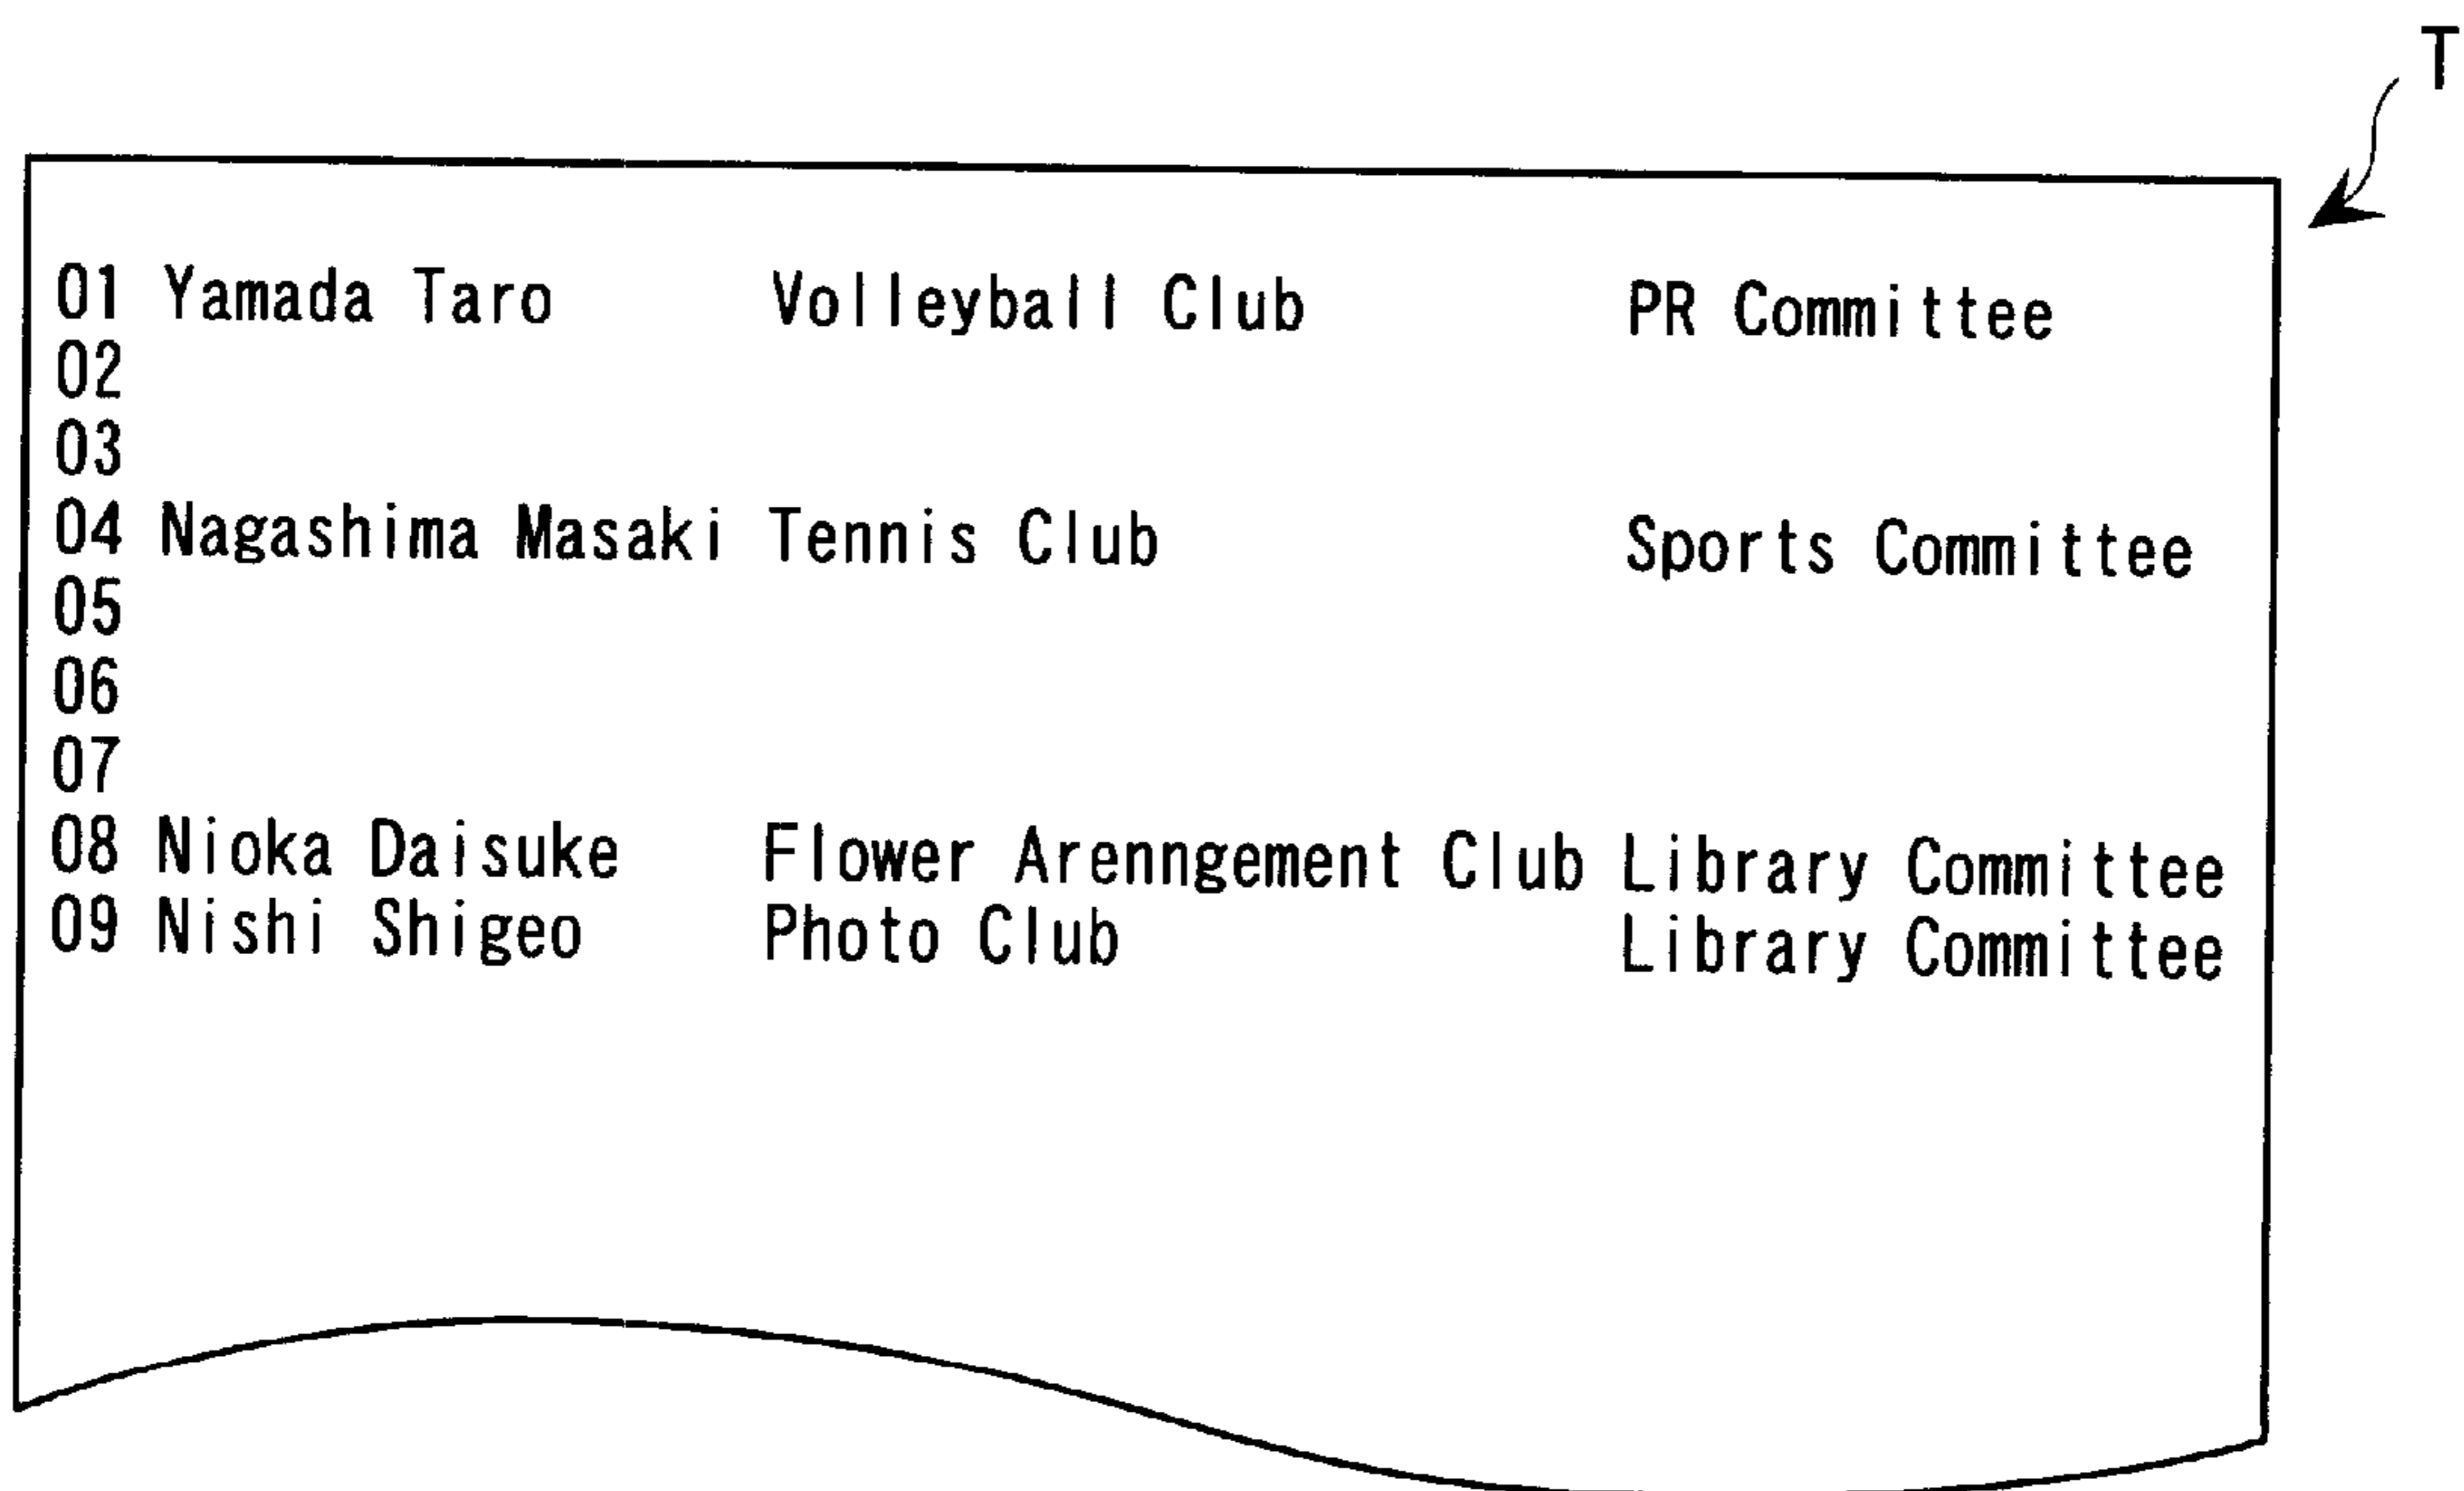 T
01 Yamada Taro Volleyball Club PR Committee
02
03
04 Nagashima Masaki Tennis Club Sports Committee
05
06
07
08 Nioka Daisuke Flower Arenngement Club Library Committee
09 Nishi Shigeo Photo Club Library Committee